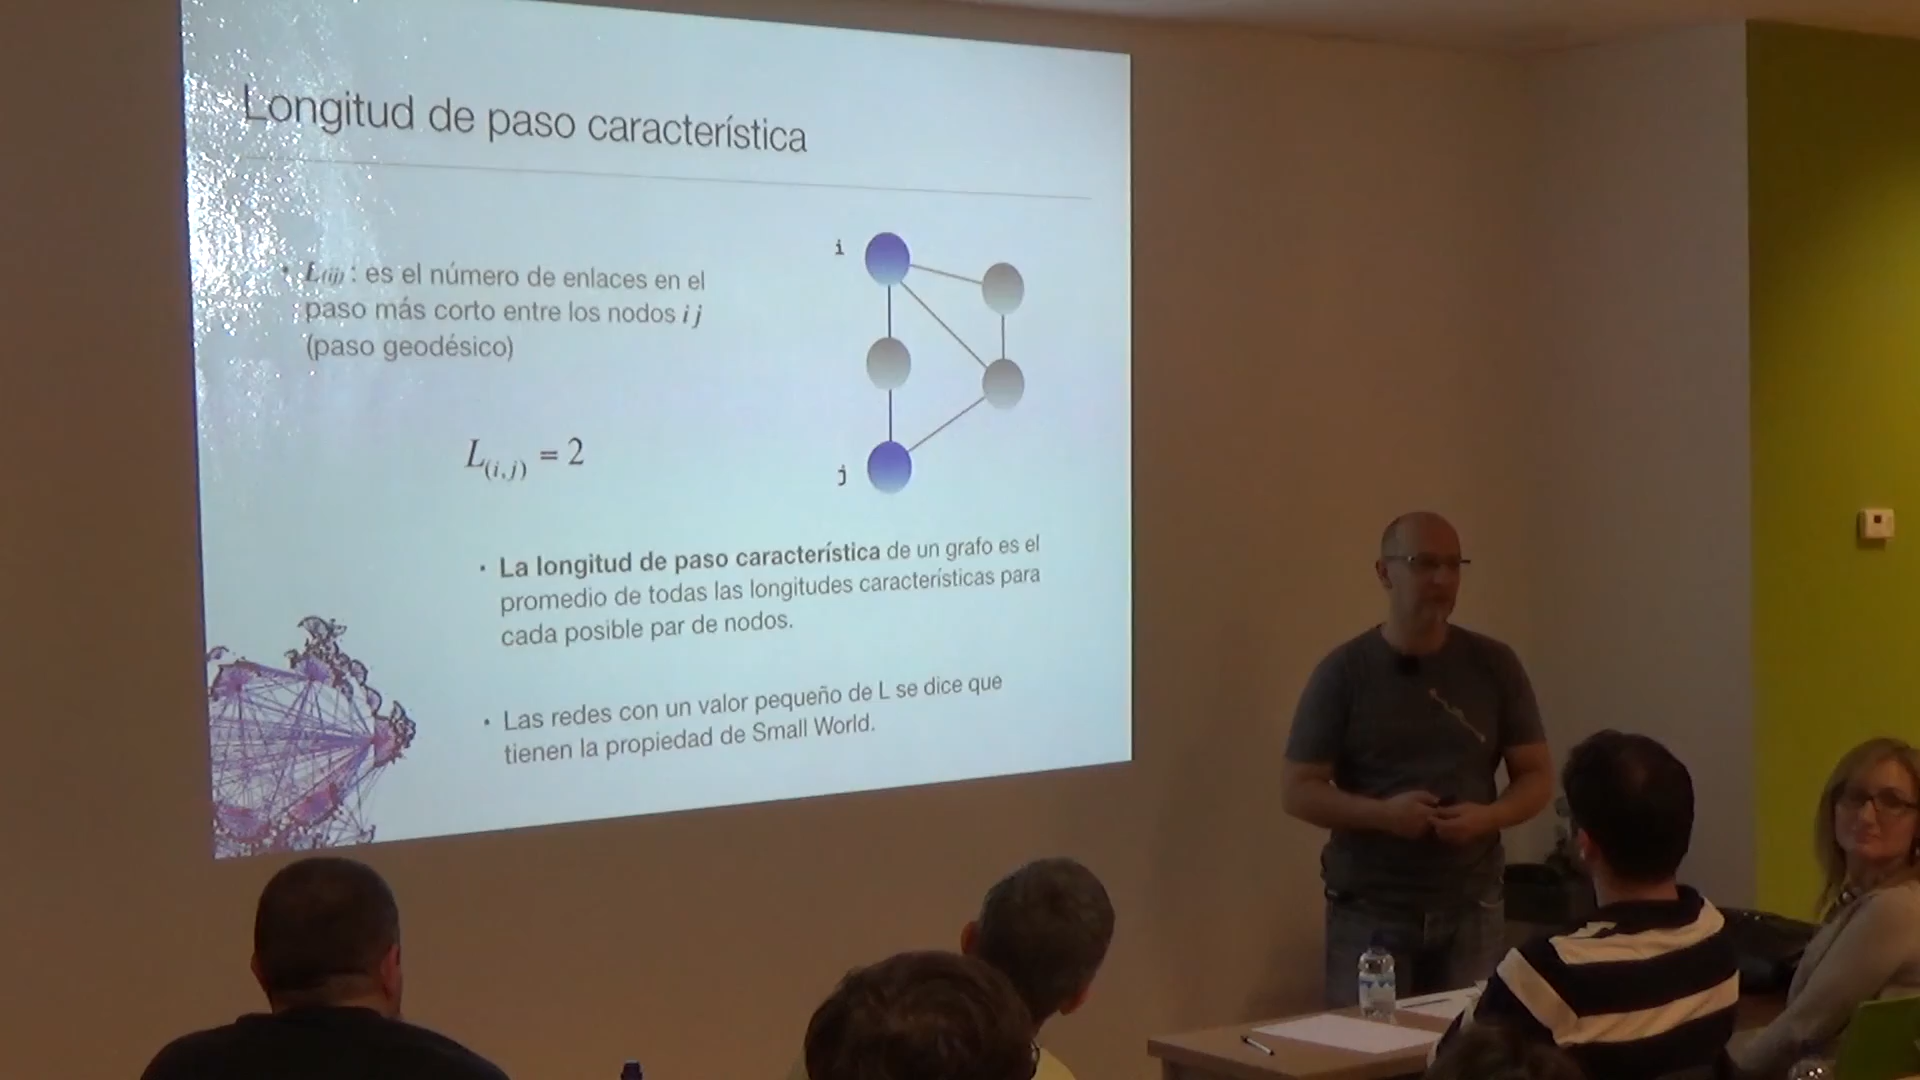 Longitud de paso característica
• L(ij) : es el número de enlaces en el
paso más corto entre los nodos i j
(paso geodésico)
i
L(i,j) = 2
j
• La longitud de paso característica de un grafo es el
promedio de todas las longitudes características para
cada posible par de nodos.
• Las redes con un valor pequeño de L se dice que
tienen la propiedad de Small World.